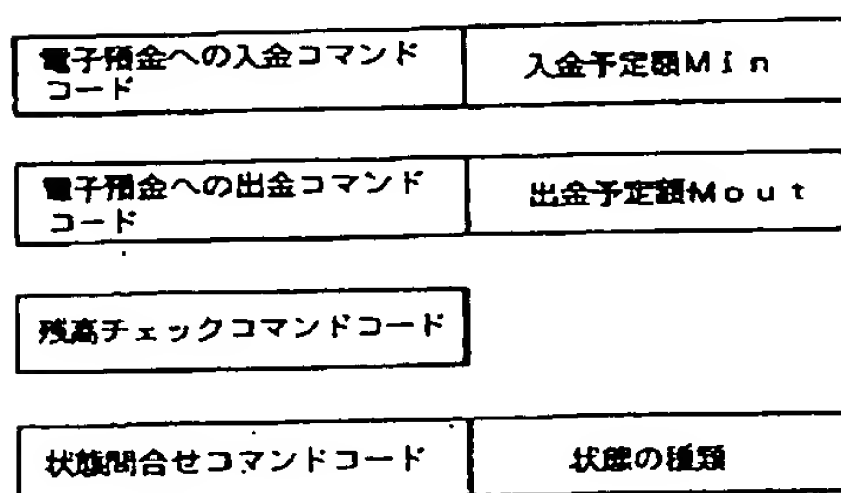 電子預金への入金コマンド
コード
入金予定額Min
電子預金への出金コマンド
コード
出金予定額Mout
残高チェックコマンドコード
状態問合せコマンドコード
状態の種類